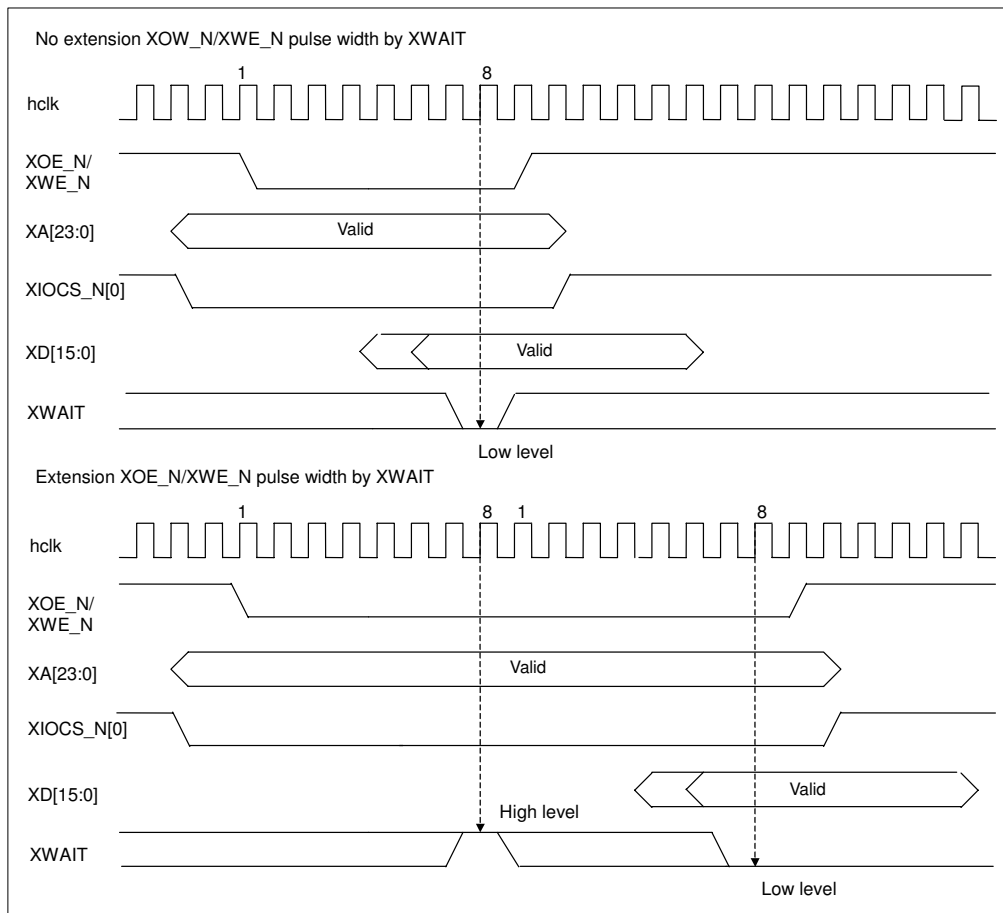 No extension XOW_N/XWE_N pulse width by XWAIT
1 8
hclk
XOE_N/
XWE_N
XA[23:0] Valid
XIOCS_N[0]
XD[15:0] Valid
XWAIT
Low level
Extension XOE_N/XWE_N pulse width by XWAIT
1 8 1 8
hclk
XOE_N/
XWE_N
XA[23:0] Valid
XIOCS_N[0]
XD[15:0] Valid
High level
XWAIT
Low level